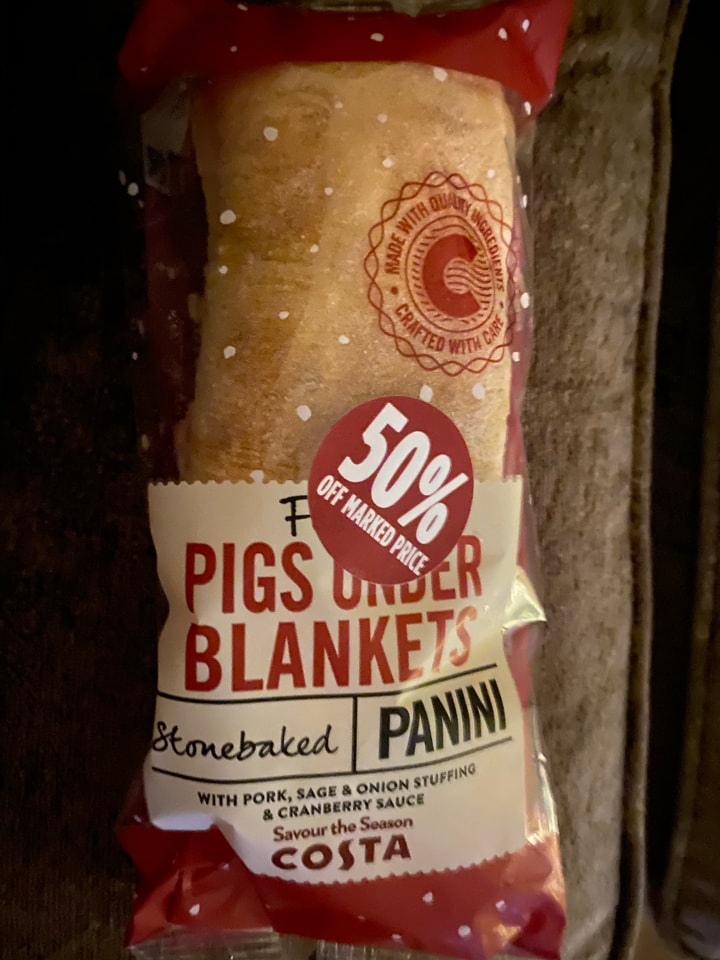 MADE WITH QUALITY INGREDIENTS
CRAFTED WITH CARE
50%
OFF MARKED PRICE
PIGS UNDER
BLANKETS
Stonebaked
PANINI
WITH PORK, SAGE & ONION STUFFING
& CRANBERRY SAUCE
Savour the Season
COSTA